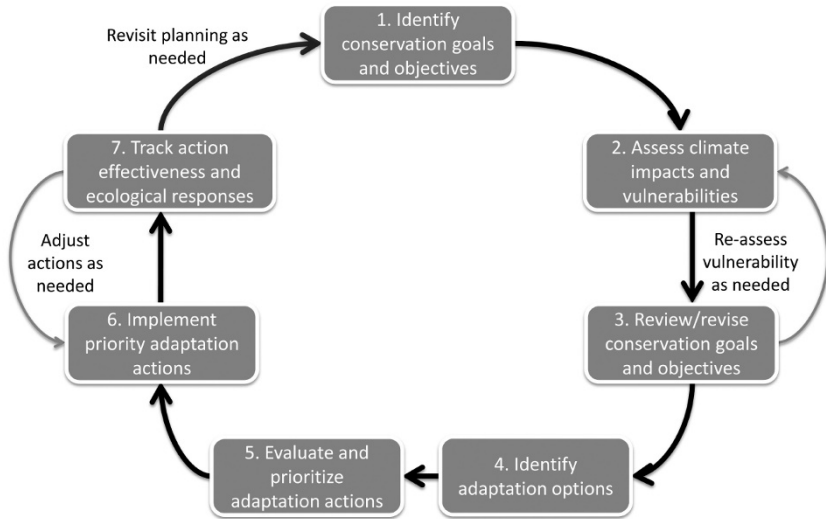 Revisit planning as
needed
1. Identify
conservation goals
and objectives
2. Assess climate
impacts and
vulnerabilities
Re-assess
vulnerability
as needed
3. Review/revise
conservation goals
and objectives
4. Identify
adaptation options
5. Evaluate and
prioritize
adaptation actions
6. Implement
priority adaptation
actions
Adjust
actions as
needed
7. Track action
effectiveness and
ecological responses